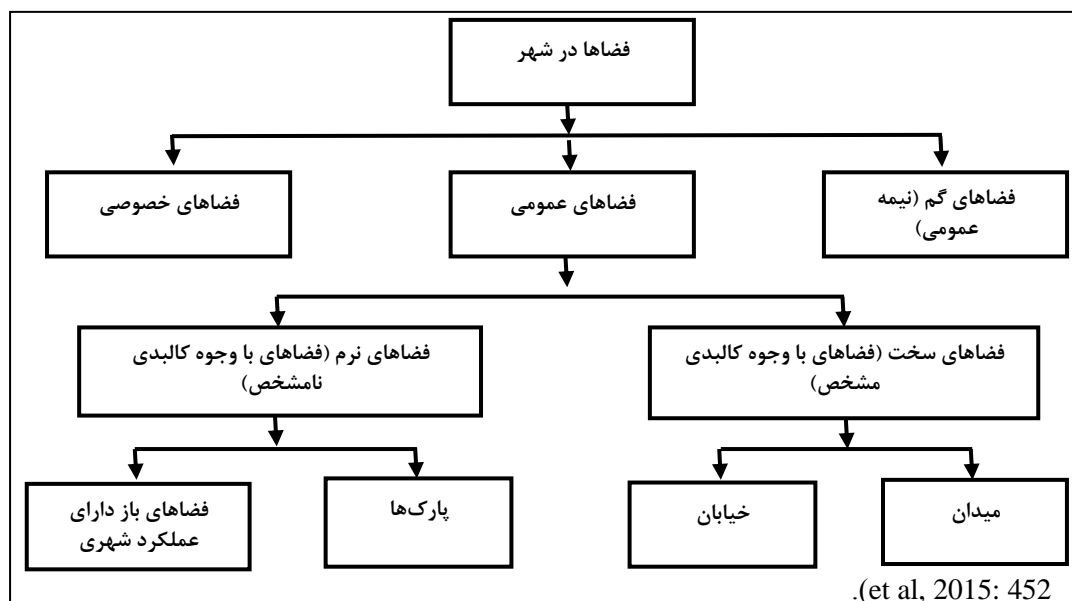 فضاها در شهر
فضاهای گم (نیمه
عمومی)
فضاهای عمومی
فضاهای خصوصی
فضاهای سخت (فضاهای با وجوه کالبدی
مشخص)
فضاهای نرم (فضاهای با وجوه کالبدی
نامشخص)
میدان
خیابان
پارک‌ها
فضاهای باز دارای
عملکرد شهری
.(et al, 2015: 452